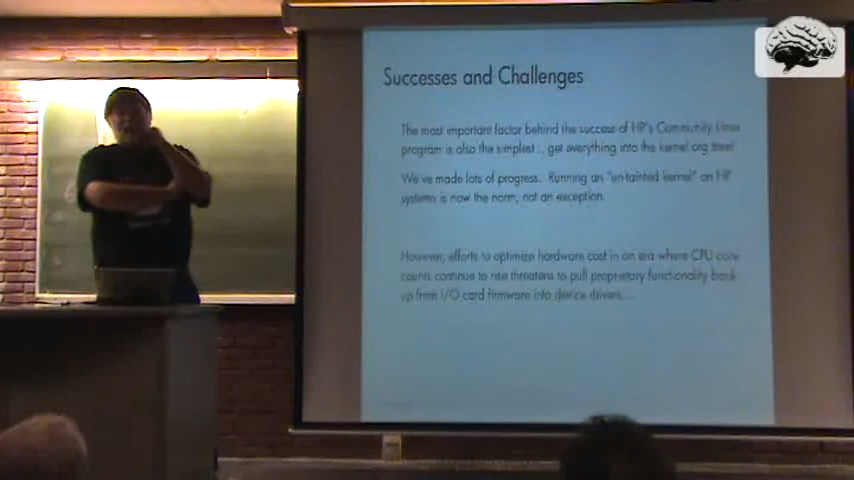 Successes and Challenges
The most important factor behind the success of HP's Community Linux
program is also the simplest... get everything into the kernel.org tree!
We've made lots of progress. Running an "un-tainted kernel" on HP
systems is now the norm, not an exception.
However, efforts to optimize hardware cost in an era where CPU core
counts continue to rise threatens to pull proprietary functionality back
up from I/O card firmware into device drivers...